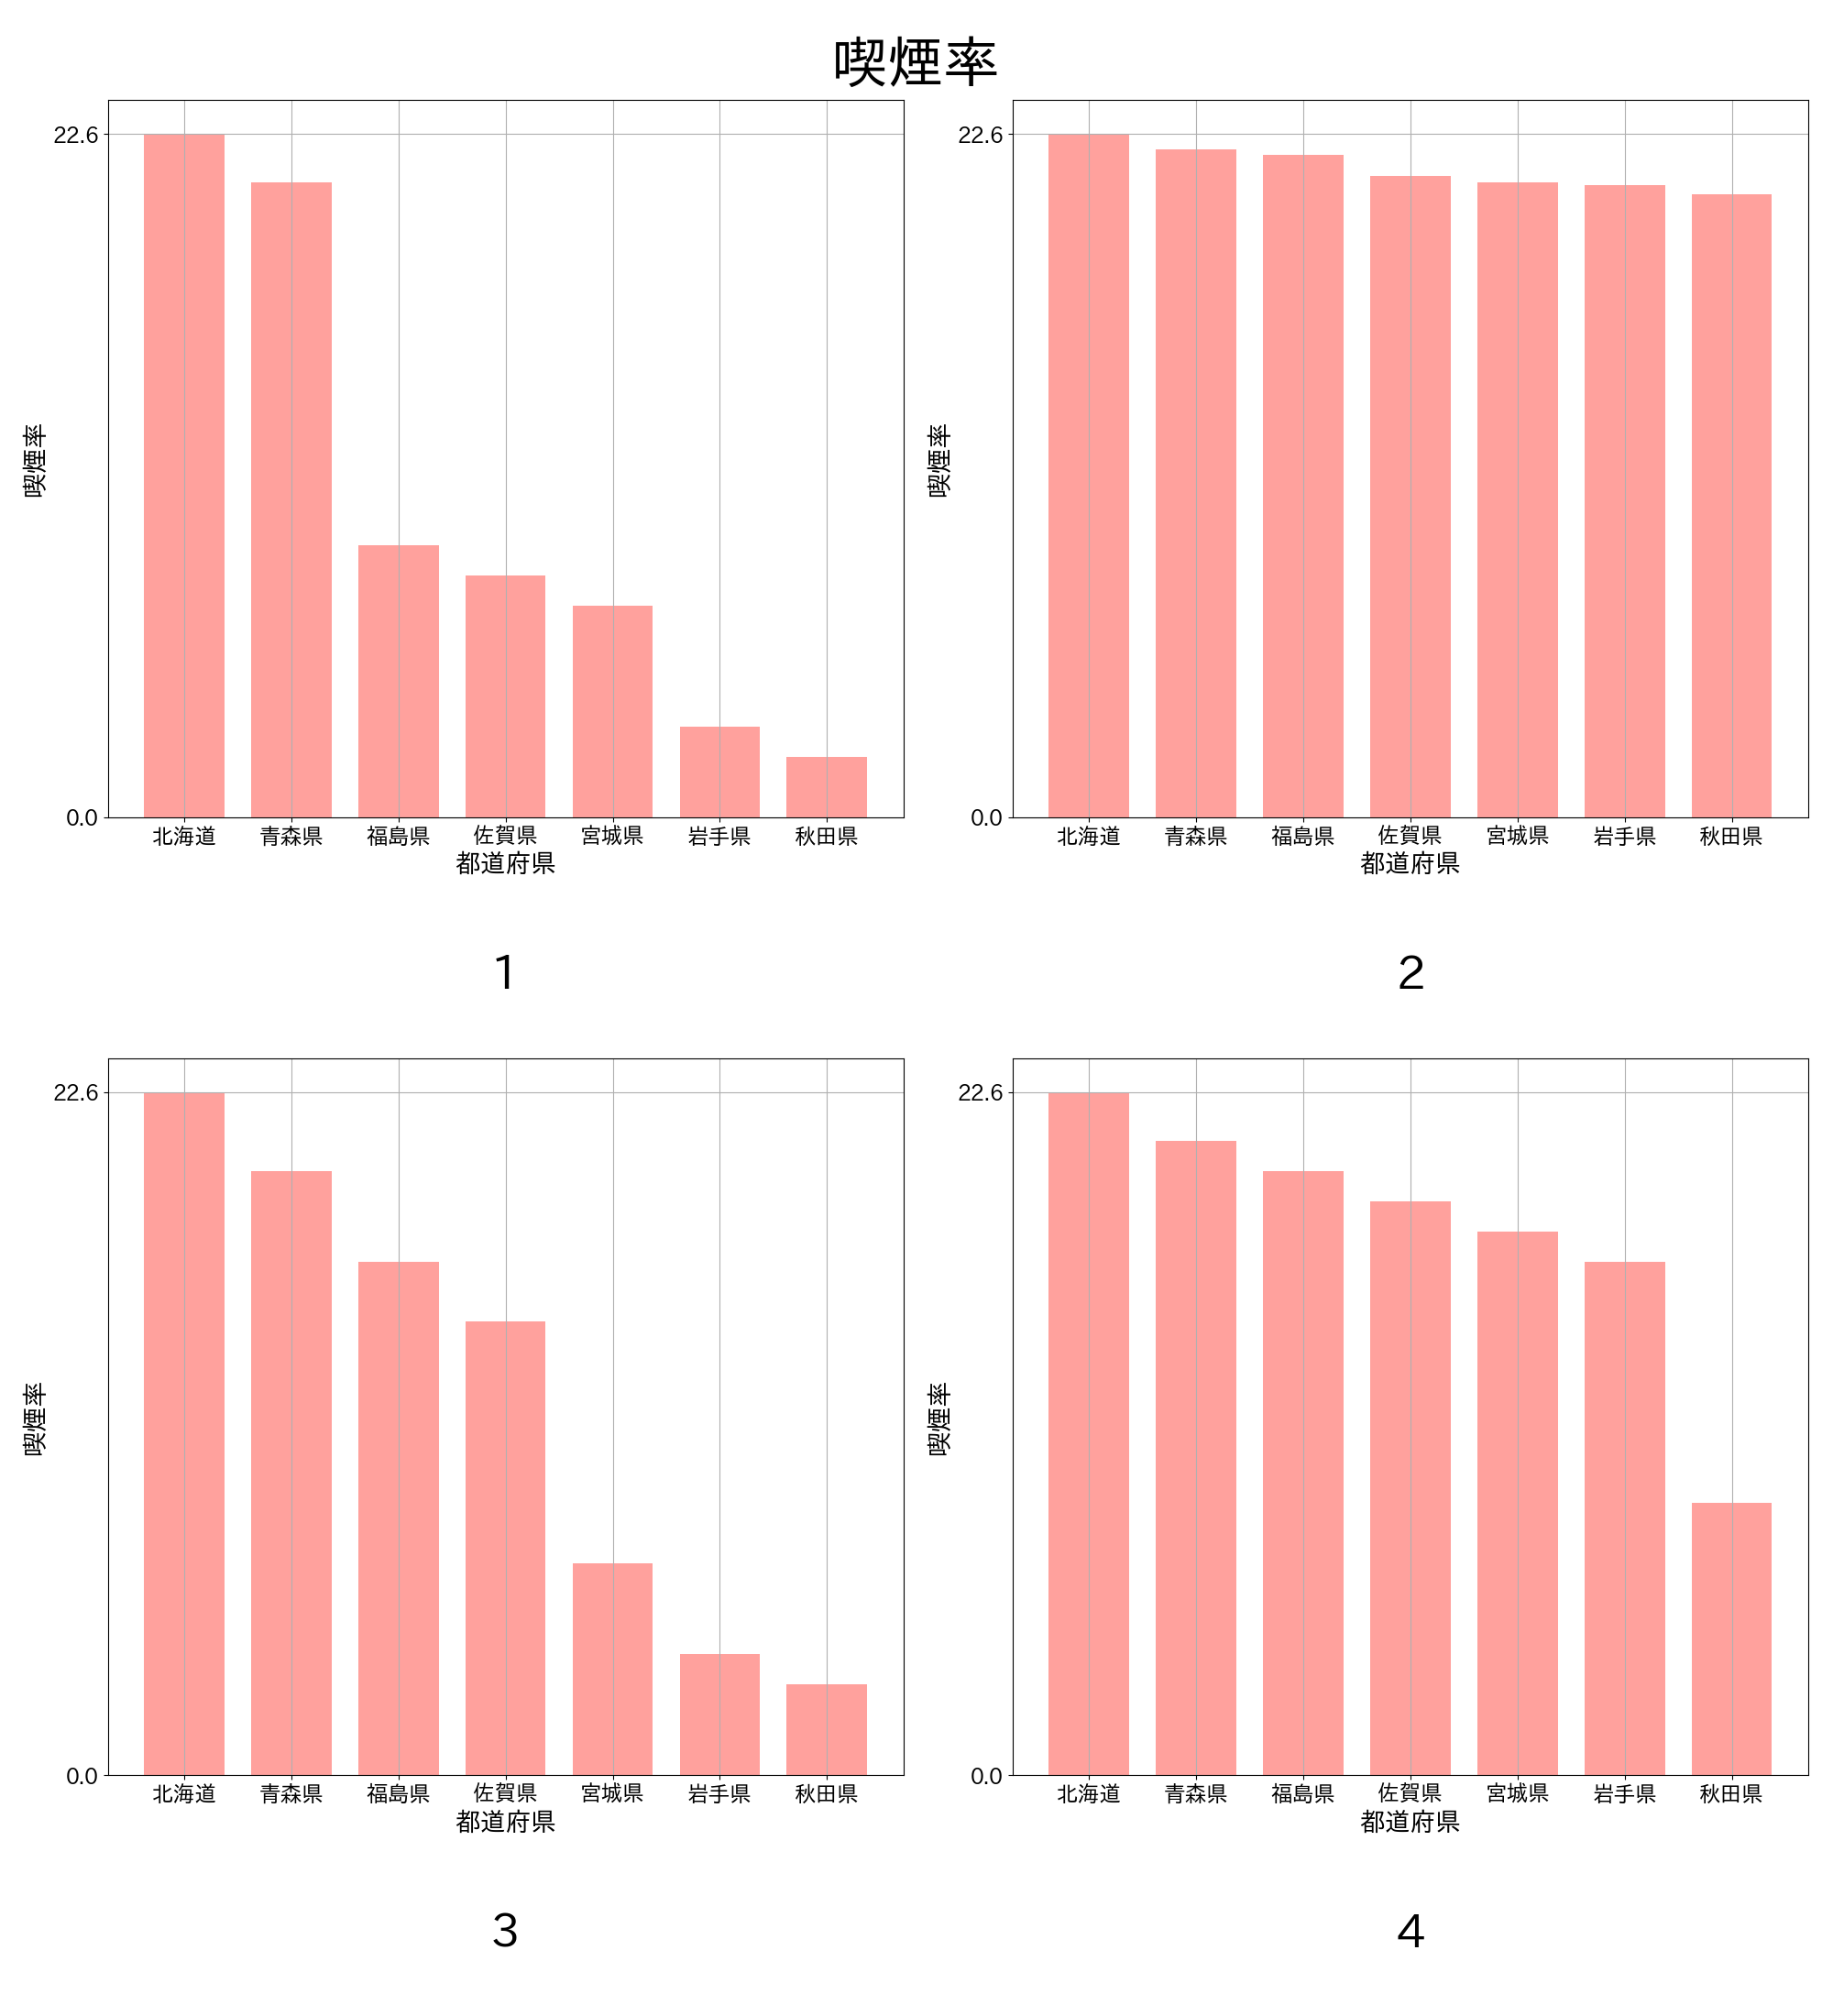 喫煙率
22.6
0.0
喫煙率
北海道 青森県 福島県 佐賀県 宮城県 岩手県 秋田県
都道府県
1
22.6
0.0
喫煙率
北海道 青森県 福島県 佐賀県 宮城県 岩手県 秋田県
都道府県
2
22.6
0.0
喫煙率
北海道 青森県 福島県 佐賀県 宮城県 岩手県 秋田県
都道府県
3
22.6
0.0
喫煙率
北海道 青森県 福島県 佐賀県 宮城県 岩手県 秋田県
都道府県
4